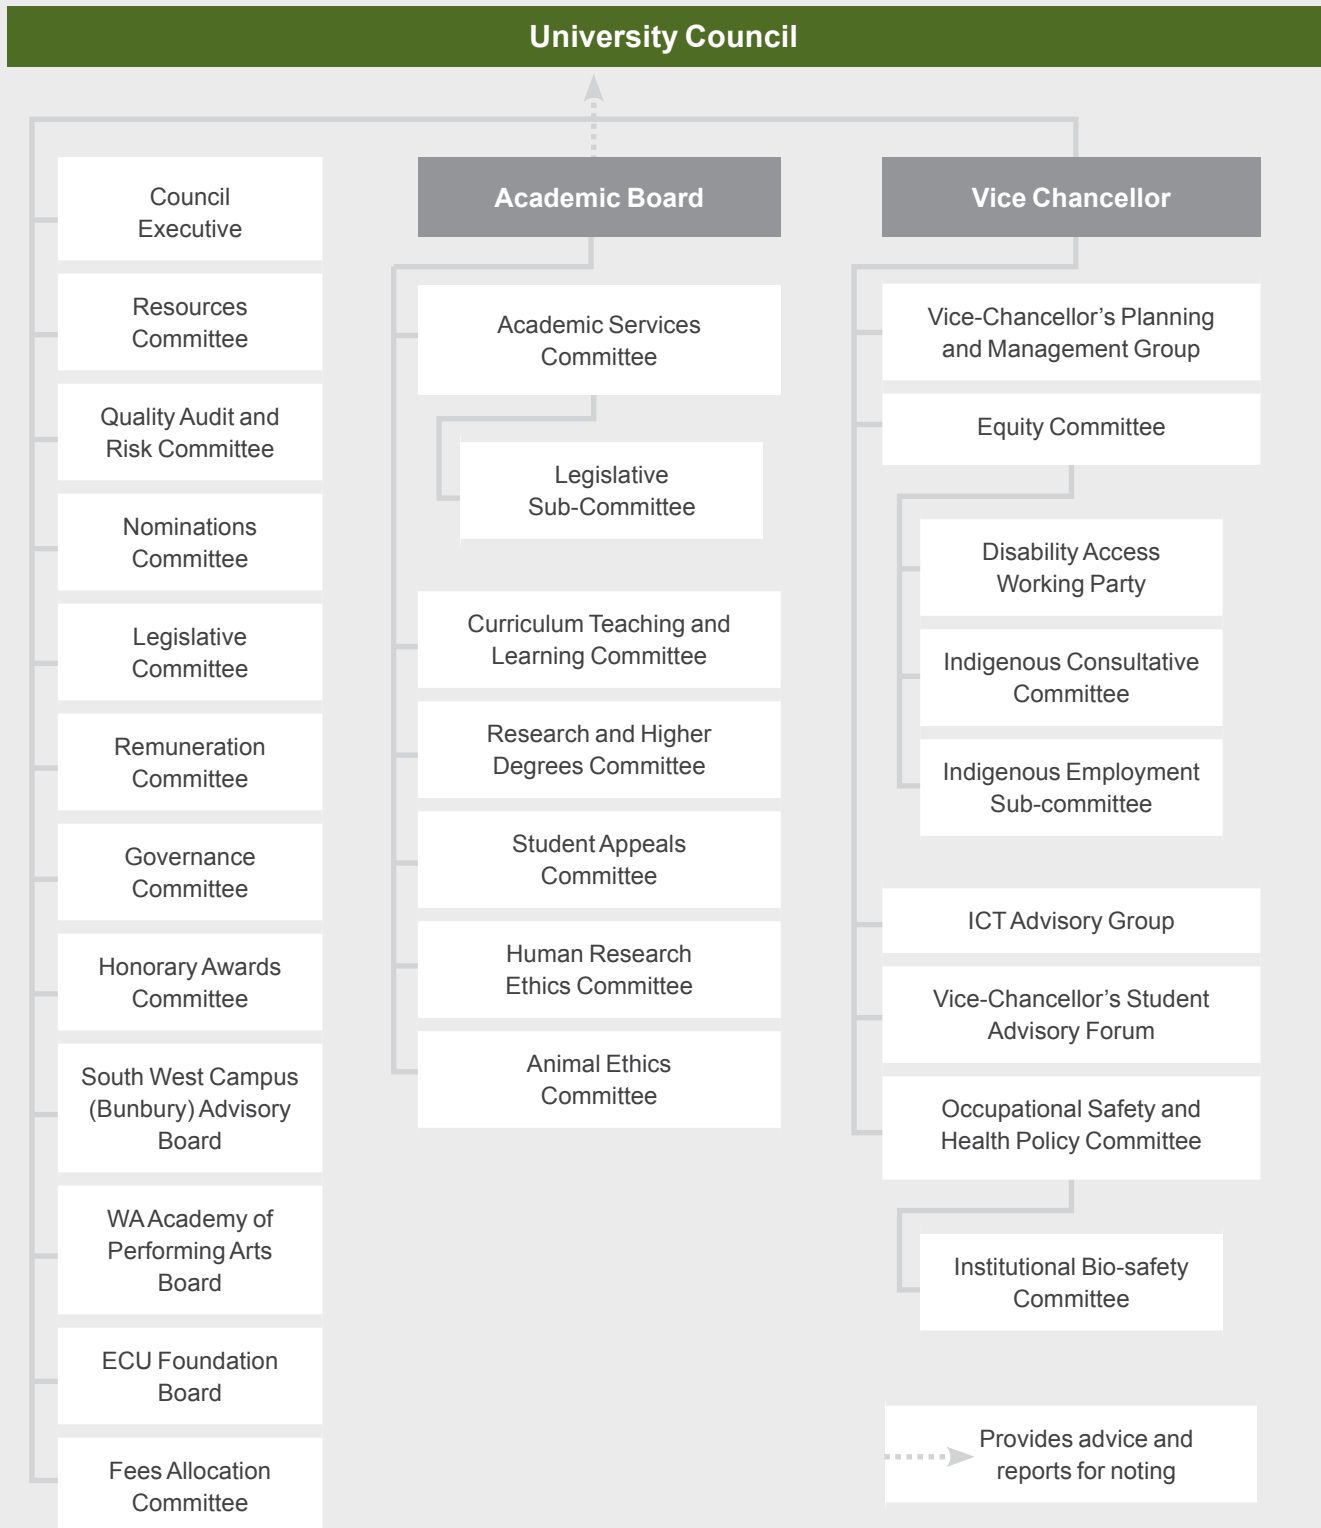 University Council
Council
Executive
Resources
Committee
Quality Audit and
Risk Committee
Nominations
Committee
Legislative
Committee
Remuneration
Committee
Governance
Committee
Honorary Awards
Committee
South West Campus
(Bunbury) Advisory
Board
WA Academy of
Performing Arts
Board
ECU Foundation
Board
Fees Allocation
Committee
Academic Board
Academic Services
Committee
Legislative
Sub-Committee
Curriculum Teaching and
Learning Committee
Research and Higher
Degrees Committee
Student Appeals
Committee
Human Research
Ethics Committee
Animal Ethics
Committee
Vice Chancellor
Vice-Chancellor’s Planning
and Management Group
Equity Committee
Disability Access
Working Party
Indigenous Consultative
Committee
Indigenous Employment
Sub-committee
ICT Advisory Group
Vice-Chancellor’s Student
Advisory Forum
Occupational Safety and
Health Policy Committee
Institutional Bio-safety
Committee
Provides advice and
reports for noting